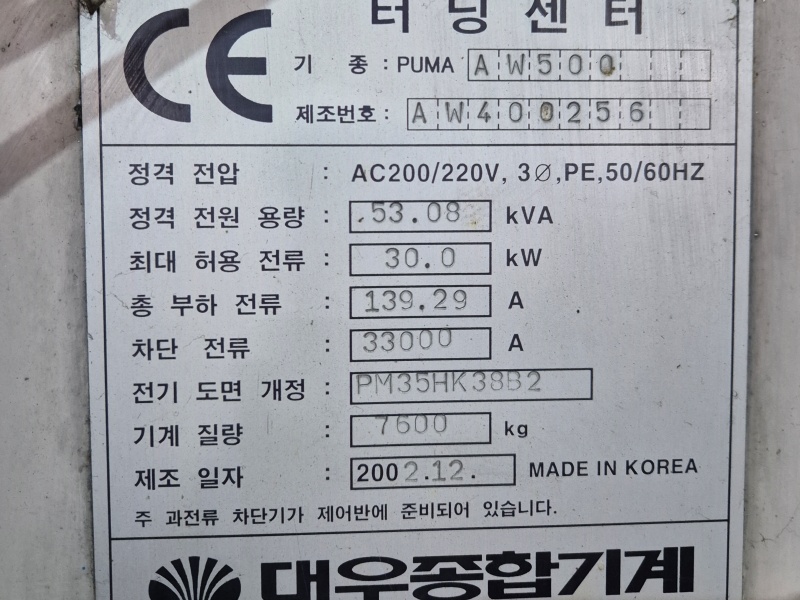 CE
터닝센터
기 종 : PUMA AW500
제조번호 : AW400256
정격 전압 : AC200/220V, 3∅,PE,50/60HZ
정격 전원 용량 : 53.08 kVA
최대 허용 전류 : 30.0 kW
총 부하 전류 : 139.29 A
차단 전류 : 33000 A
전기 도면 개정 : PM35HK38B2
기계 질량 : 7600 kg
제조 일자 : 2002.12. MADE IN KOREA
주 과전류 차단기가 제어반에 준비되어 있습니다.
대우종합기계